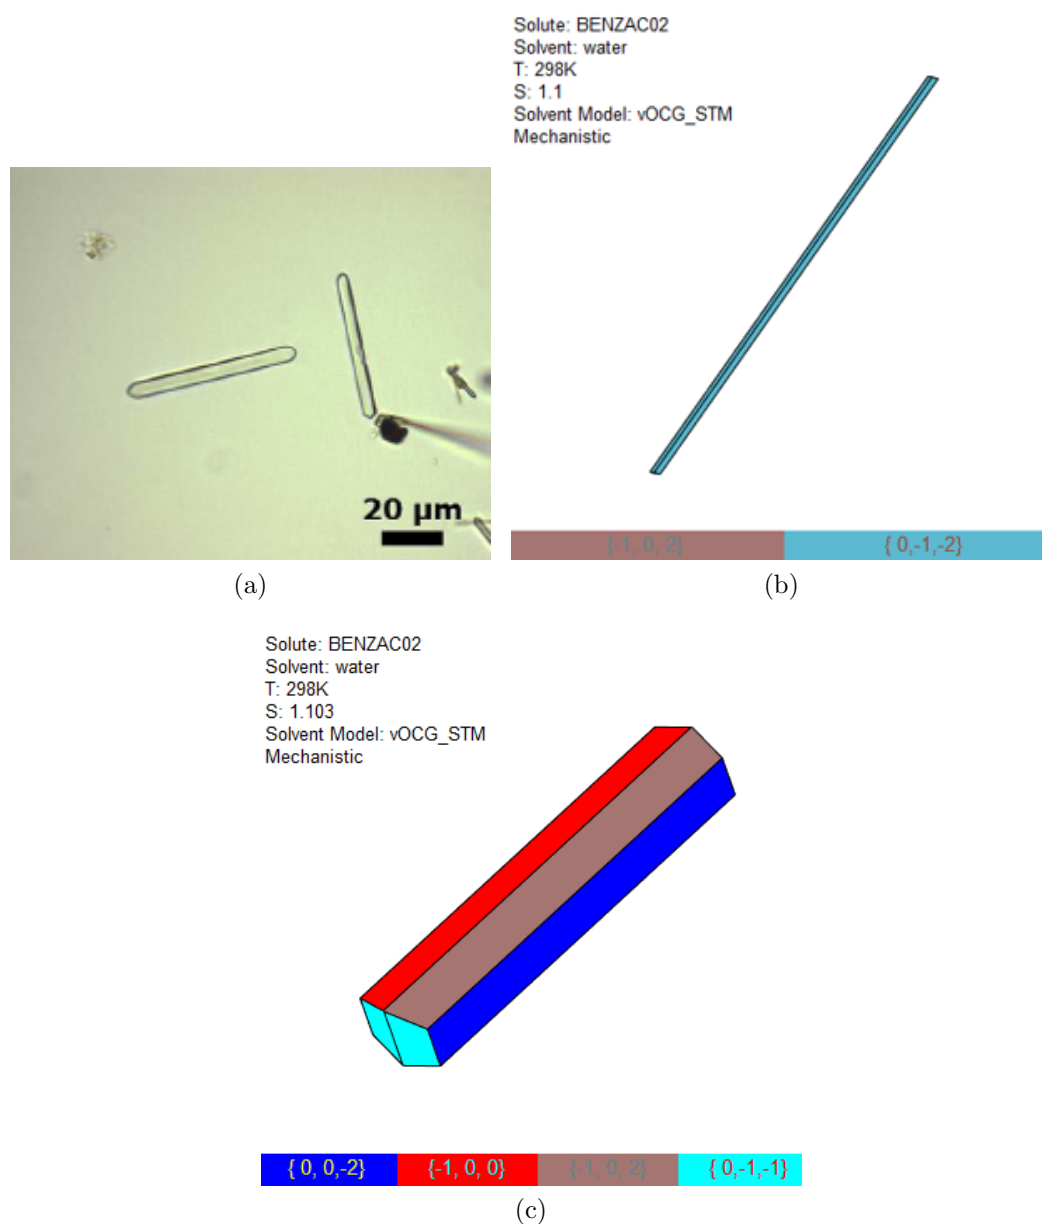 20 µm
(a)
Solute: BENZAC02
Solvent: water
T: 298K
S: 1.1
Solvent Model: vOCG_STM
Mechanistic
{-1, 0, 2} { 0,-1,-2}
(b)
Solute: BENZAC02
Solvent: water
T: 298K
S: 1.103
Solvent Model: vOCG_STM
Mechanistic
{ 0, 0,-2} {-1, 0, 0} {-1, 0, 2} { 0,-1,-1}
(c)